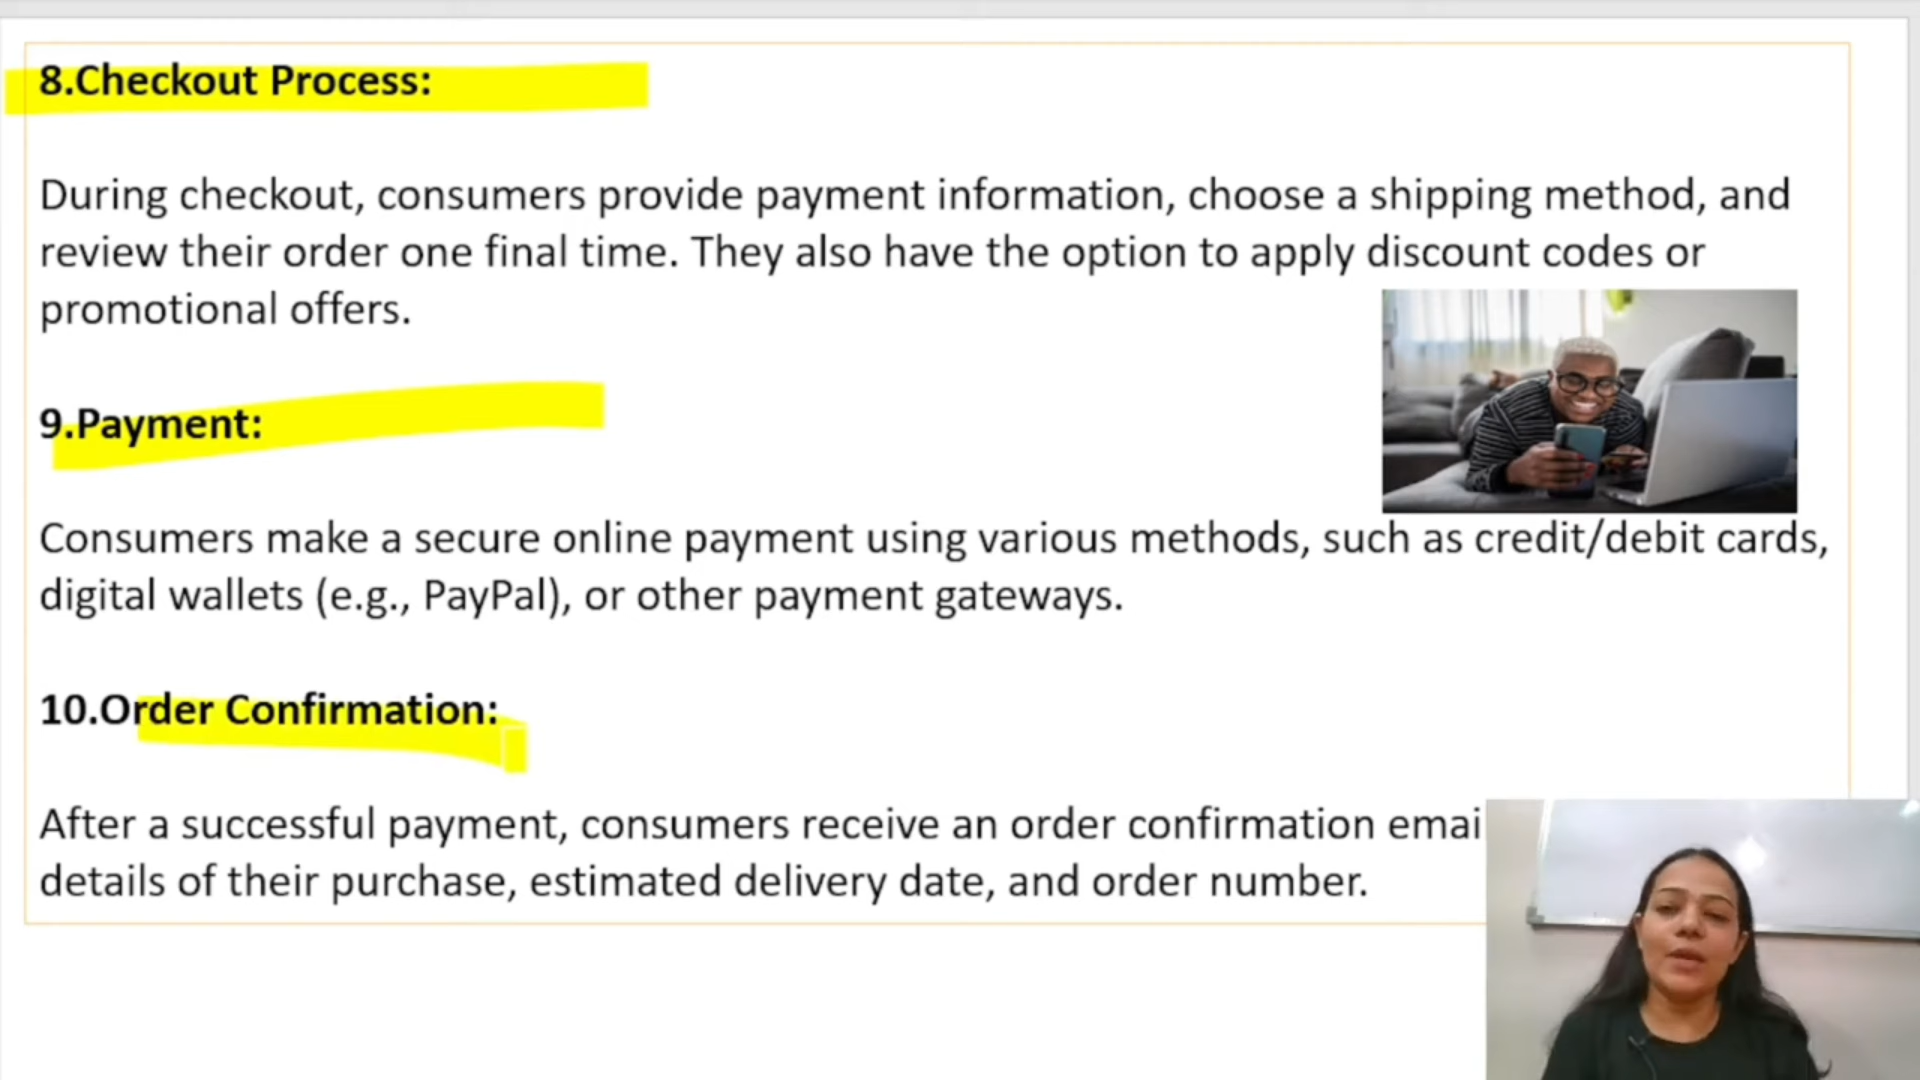 8.Checkout Process:
During checkout, consumers provide payment information, choose a shipping method, and
review their order one final time. They also have the option to apply discount codes or
promotional offers.
9.Payment:
Consumers make a secure online payment using various methods, such as credit/debit cards,
digital wallets (e.g., PayPal), or other payment gateways.
10.Order Confirmation:
After a successful payment, consumers receive an order confirmation
details of their purchase, estimated delivery date, and order number.